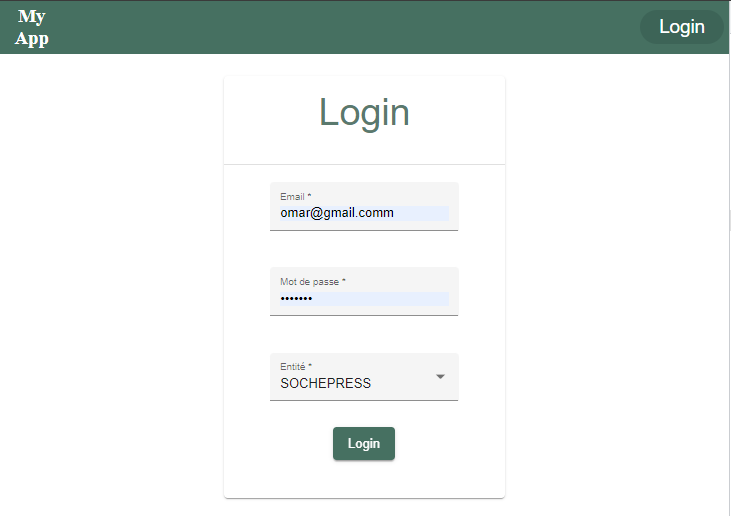 My
App
Login
Login
Email *
omar@gmail.comm
Mot de passe *
•••••••
Entité *
SOCHEPRESS
Login